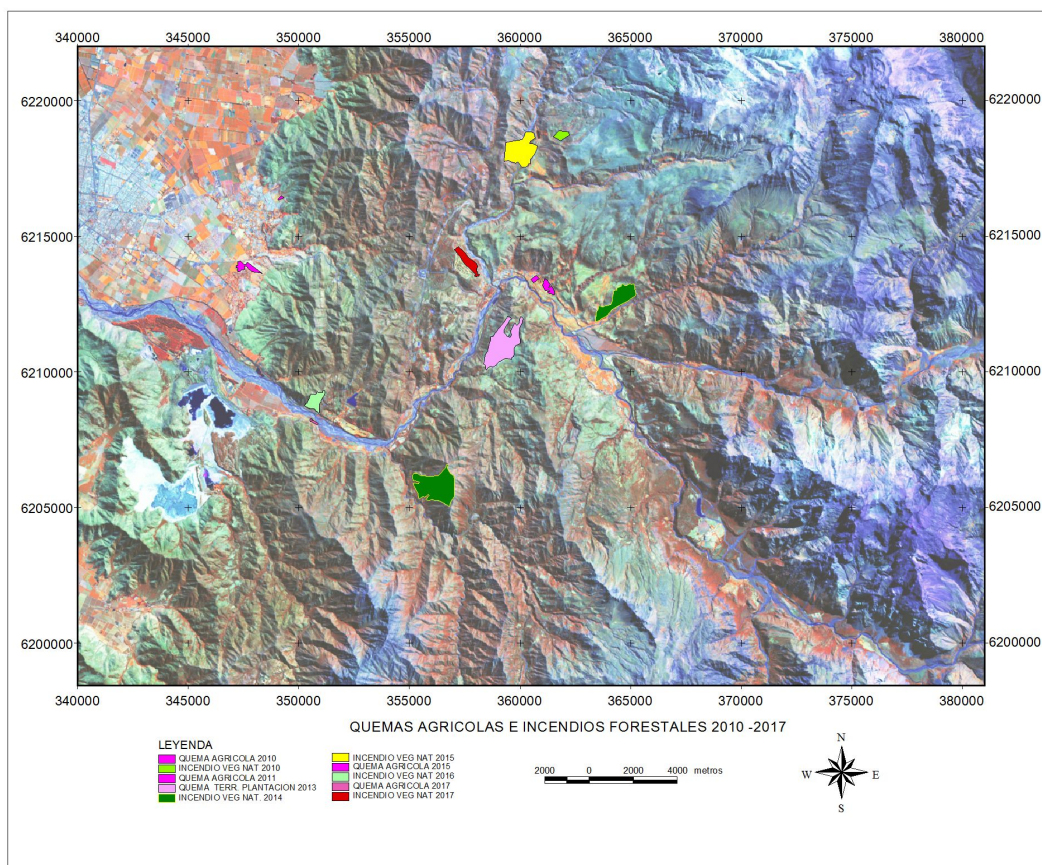 340000 345000 350000 355000 360000 365000 370000 375000 380000
6220000 6220000
6215000 6215000
6210000 6210000
6205000 6205000
6200000 6200000
340000 345000 350000 355000 360000 365000 370000 375000 380000
QUEMAS AGRICOLAS E INCENDIOS FORESTALES 2010 -2017
LEYENDA
QUEMA AGRICOLA 2010
INCENDIO VEG NAT 2010
QUEMA AGRICOLA 2011
QUEMA TERR. PLANTACION 2013
INCENDIO VEG NAT. 2014
INCENDIO VEG NAT 2015
QUEMA AGRICOLA 2015
INCENDIO VEG NAT 2016
QUEMA AGRICOLA 2017
INCENDIO VEG NAT 2017
2000 0 2000 4000 metros
N
W E
S